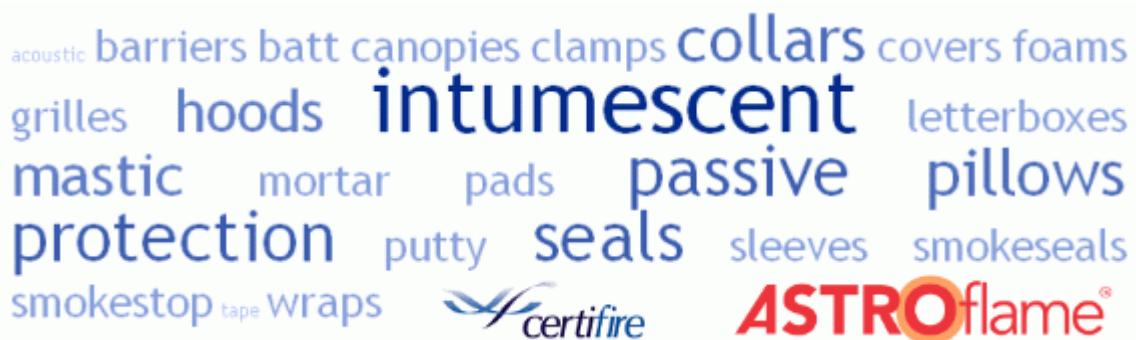 acoustic barriers batt canopies clamps collars covers foams
grilles hoods intumescent letterboxes
mastic mortar pads passive pillows
protection putty seals sleeves smokeseals
smokestop tape wraps certifire ASTROflame®